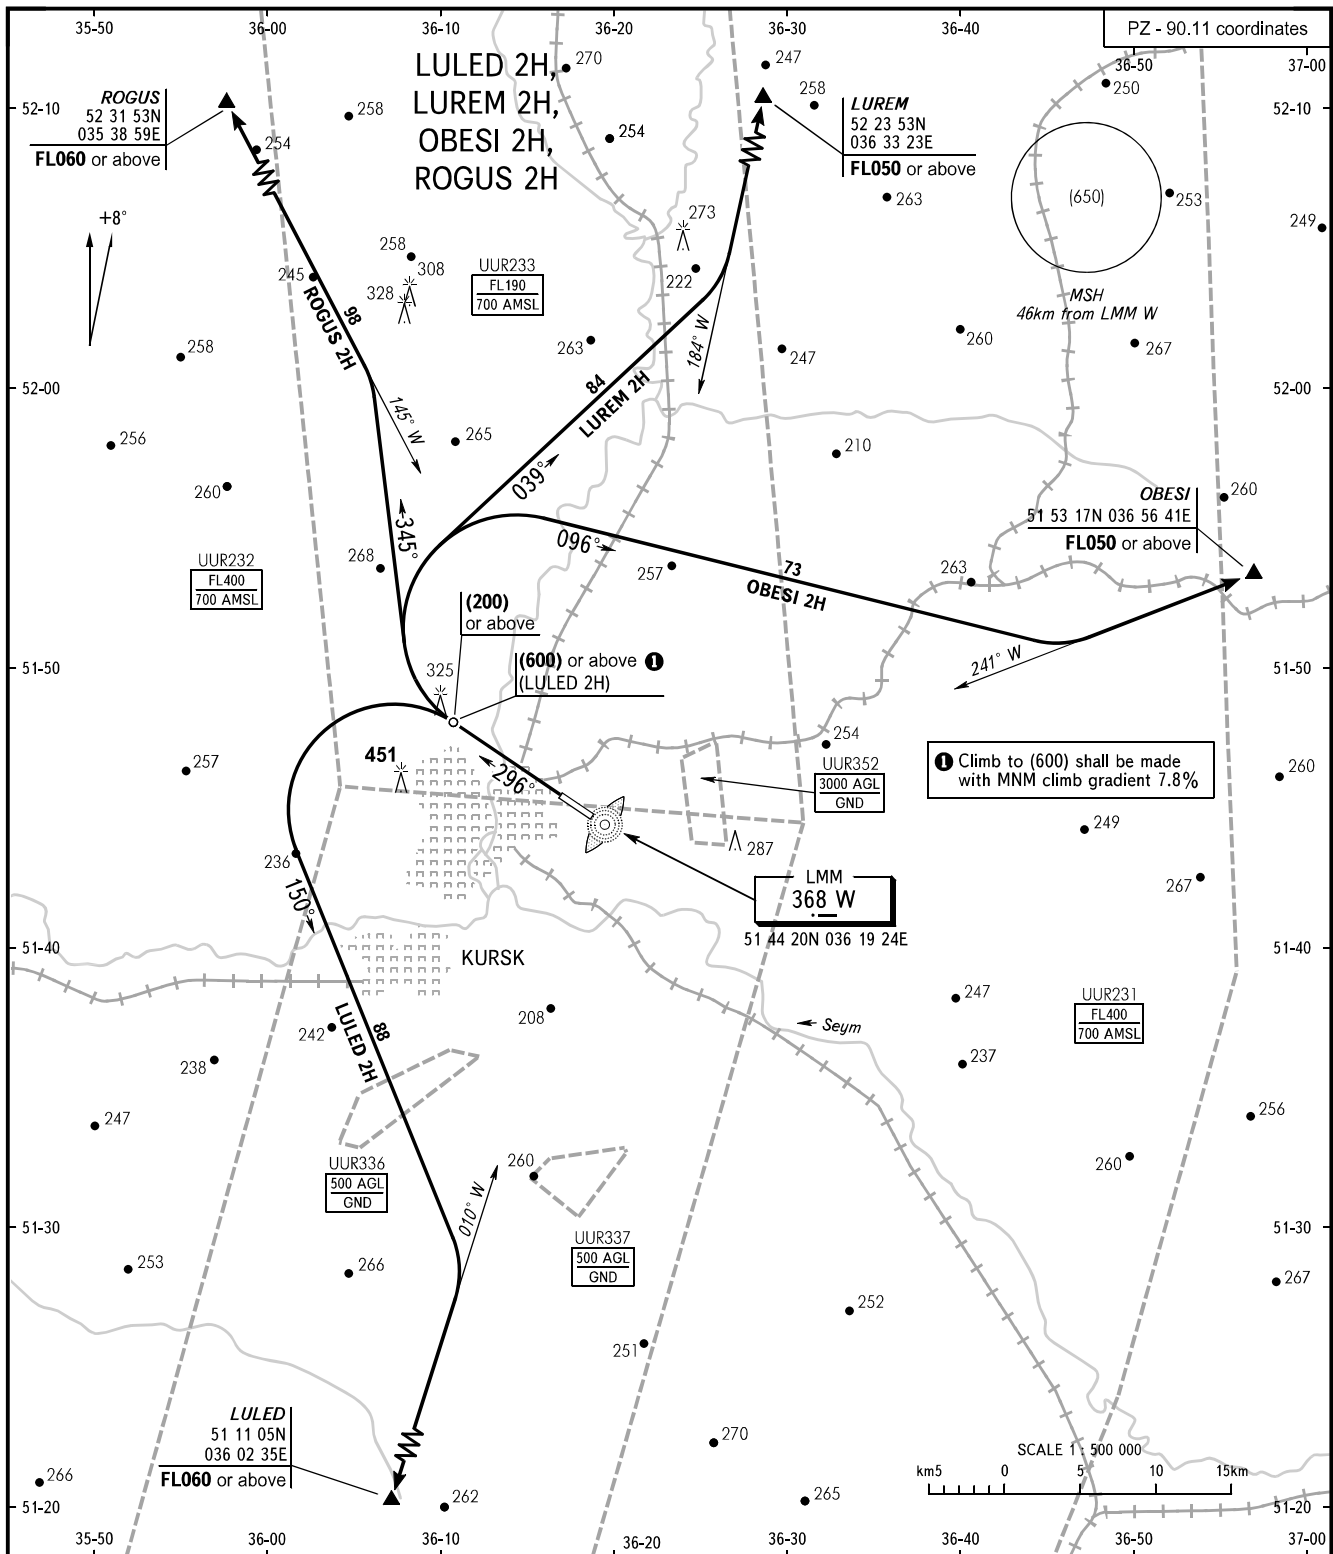 35-50
36-00
36-10
36-20
36-30
36-40
PZ - 90.11 coordinates
36-50
37-00
LULED 2H,
LUREM 2H,
OBESI 2H,
ROGUS 2H
270
247
258
250
52-10
ROGUS
52 31 53N
035 38 59E
FL060 or above
258
254
254
LUREM
52 23 53N
036 33 23E
FL050 or above
52-10
(650)
263
253
249
+8°
273
258
308
328
245
UUR233
FL190
700 AMSL
222
MSH
46km from LMM W
98
ROGUS 2H
184° W
258
263
247
260
267
52-00
84
LUREM 2H
52-00
145° W
256
265
210
260
039°
OBESI
51 53 17N 036 56 41E
FL050 or above
260
345°
096°
UUR232
FL400
700 AMSL
268
257
73
OBESI 2H
263
(200)
or above
(600) or above 1
(LULED 2H)
241° W
51-50
325
51-50
257
451
296°
254
UUR352
3000 AGL
GND
1 Climb to (600) shall be made
with MNM climb gradient 7.8%
260
249
287
236
267
150°
LMM
368 W
51 44 20N 036 19 24E
51-40
KURSK
51-40
247
UUR231
FL400
700 AMSL
208
Seym
242
88
LULED 2H
238
237
247
256
260
UUR336
500 AGL
GND
260
010° W
51-30
51-30
UUR337
500 AGL
GND
253
266
267
252
251
LULED
51 11 05N
036 02 35E
FL060 or above
270
SCALE 1 : 500 000
km5
0
5
10
15km
266
262
265
51-20
51-20
35-50
36-00
36-10
36-20
36-30
36-40
36-50
37-00